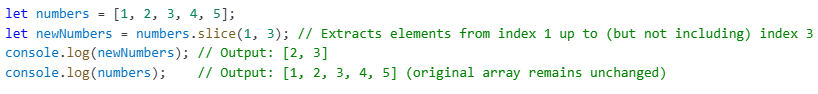 let numbers = [1, 2, 3, 4, 5];
let newNumbers = numbers.slice(1, 3); // Extracts elements from index 1 up to (but not including) index 3
console.log(newNumbers); // Output: [2, 3]
console.log(numbers);    // Output: [1, 2, 3, 4, 5] (original array remains unchanged)